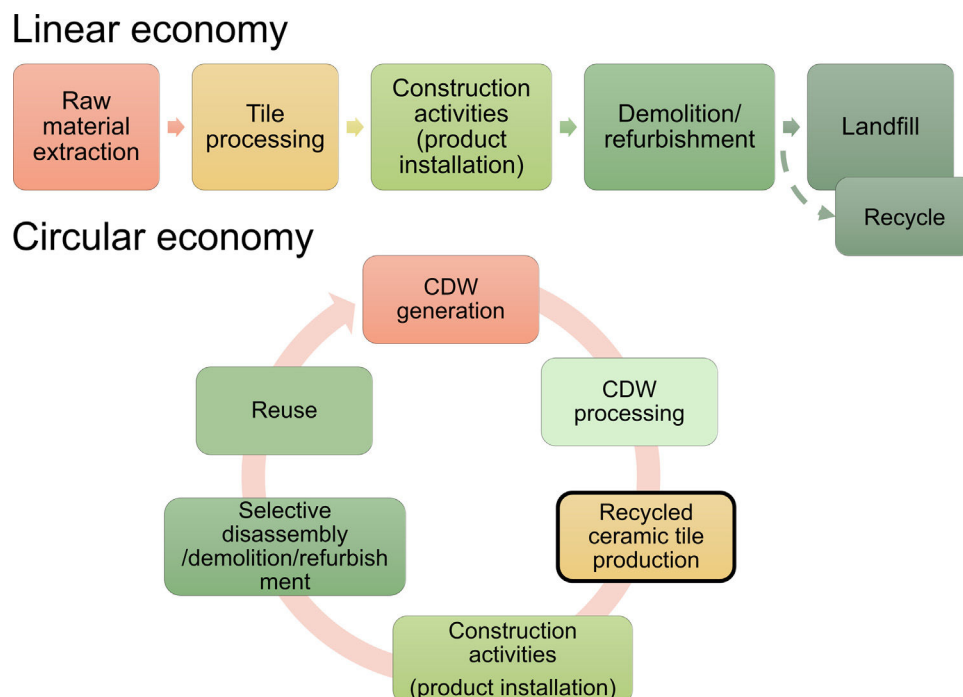 Linear economy
Raw
material
extraction
Tile
processing
Construction
activities
(product
installation)
Demolition/
refurbishment
Landfill
Recycle
Circular economy
CDW
generation
CDW
processing
Recycled
ceramic tile
production
Construction
activities
(product installation)
Selective
disassembly
/demolition/refurbish
ment
Reuse